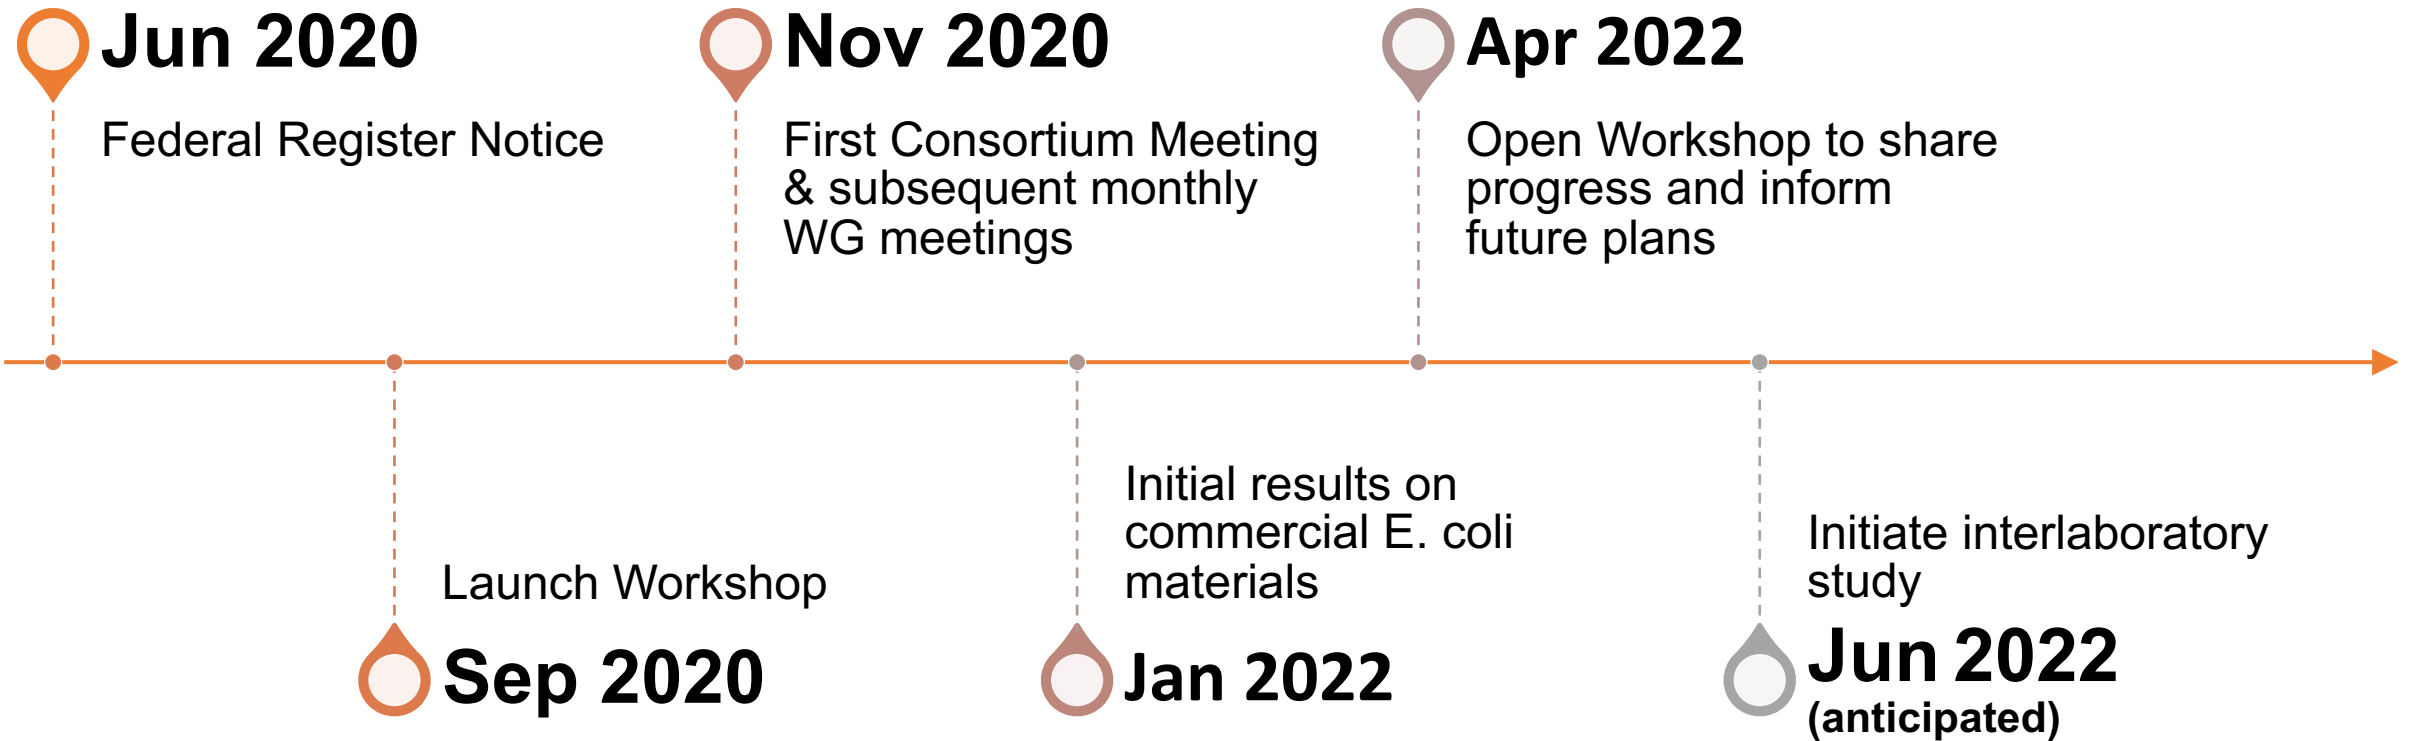 Jun 2020
Federal Register Notice
Launch Workshop
Sep 2020
Nov 2020
First Consortium Meeting
& subsequent monthly
WG meetings
Initial results on
commercial E. coli
materials
Jan 2022
Apr 2022
Open Workshop to share
progress and inform
future plans
Initiate interlaboratory
study
Jun 2022
(anticipated)